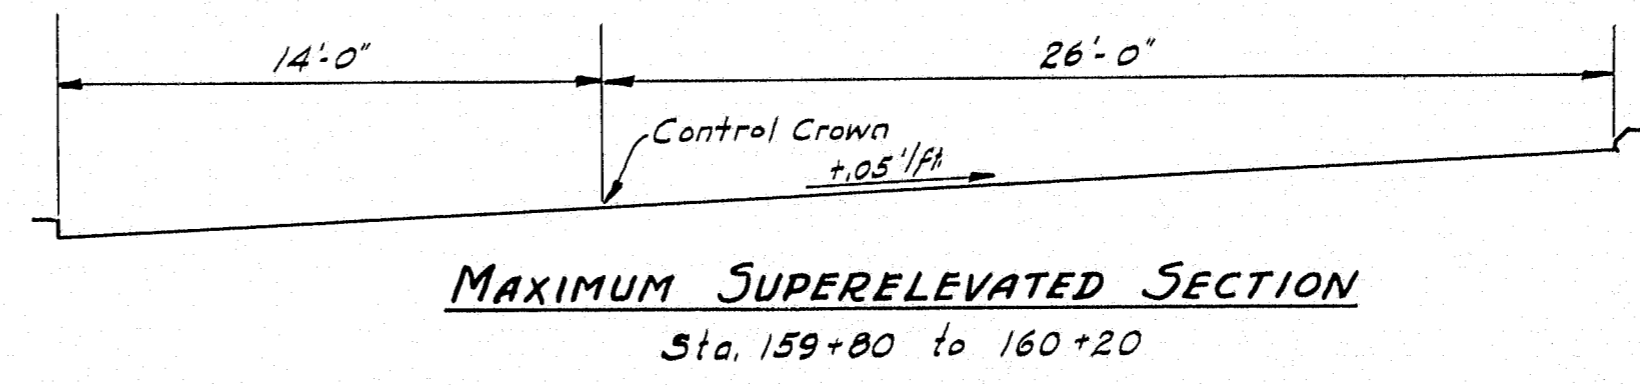 14'-0"
26'-0"
Control Crown
+.05'/ft.
MAXIMUM SUPERELEVATED SECTION
Sta. 159+80 to 160+20